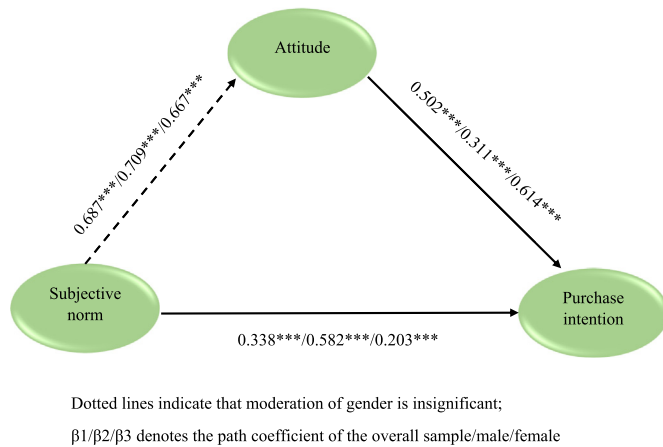 Attitude
0.687***/0.709***/0.667***
0.502***/0.311***/0.614***
Subjective
norm
Purchase
intention
0.338***/0.582***/0.203***
Dotted lines indicate that moderation of gender is insignificant;
β1/β2/β3 denotes the path coefficient of the overall sample/male/female